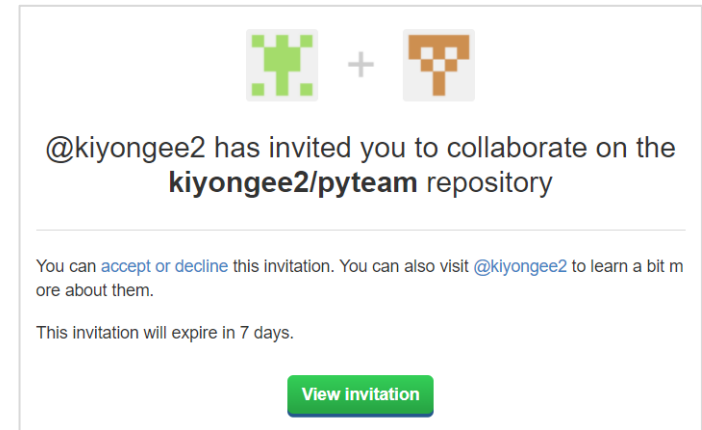 @kiyongee2 has invited you to collaborate on the
kiyongee2/pyteam repository
You can accept or decline this invitation. You can also visit @kiyongee2 to learn a bit m
ore about them.
This invitation will expire in 7 days.
View invitation